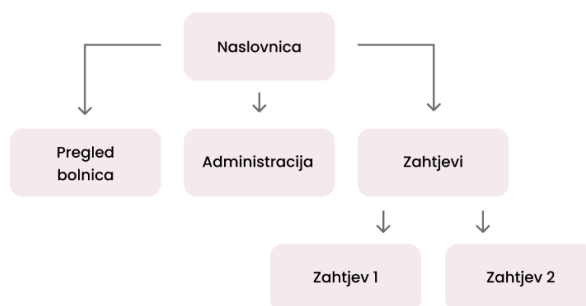 Naslovnica
Pregled
bolnica
Administracija
Zahtjevi
Zahtjev 1
Zahtjev 2